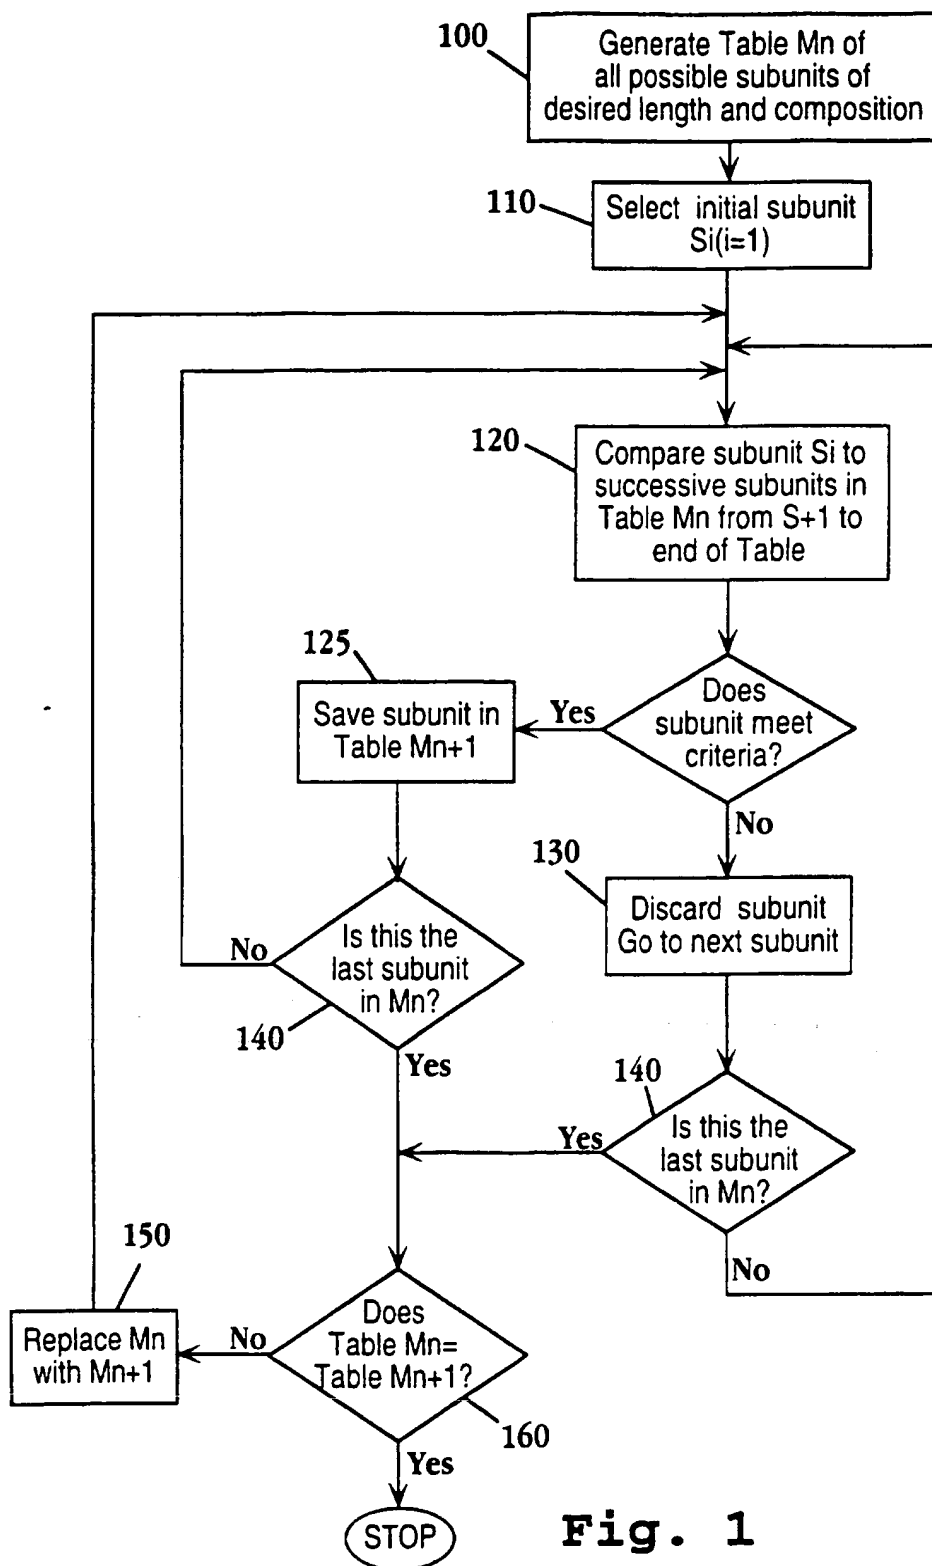 100
Generate Table Mn of
all possible subunits of
desired length and composition
110
Select initial subunit
Si(i=1)
120
Compare subunit Si to
successive subunits in
Table Mn from S+1 to
end of Table
125
Save subunit in
Table Mn+1
Yes
Does
subunit meet
criteria?
No
130
Discard subunit
Go to next subunit
No
Is this the
last subunit
in Mn?
140
Yes
140
Yes
Is this the
last subunit
in Mn?
No
150
Replace Mn
with Mn+1
No
Does
Table Mn=
Table Mn+1?
160
Yes
STOP
Fig. 1